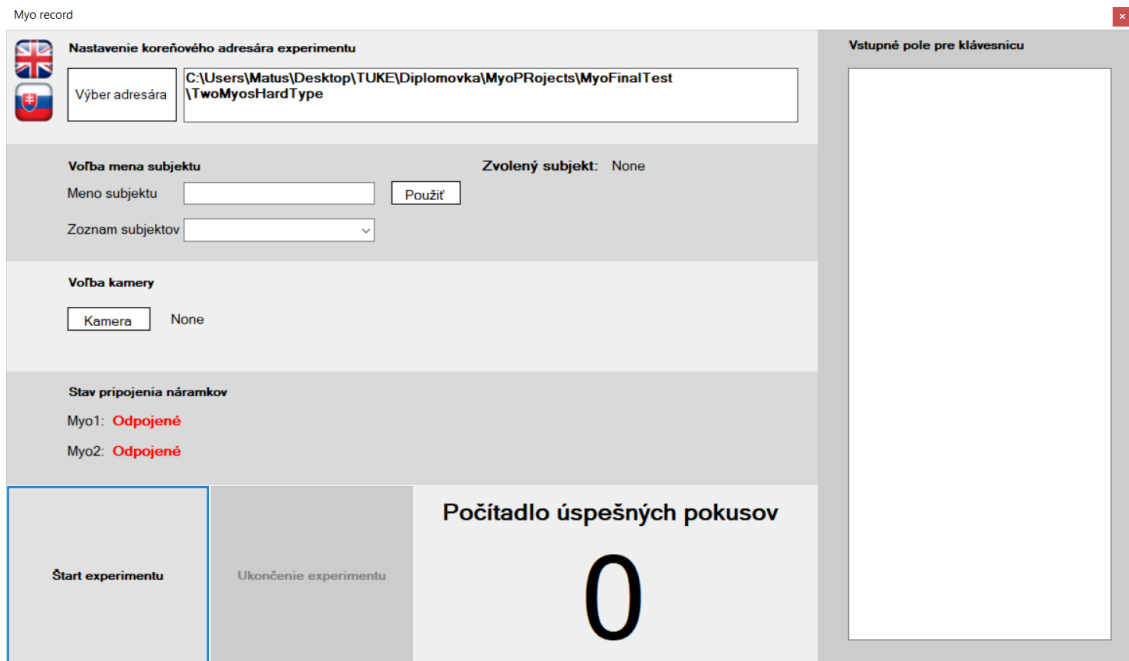 Myo record
Nastavenie koreňového adresára experimentu
Výber adresára
C:\Users\Matus\Desktop\TUKE\Diplomovka\MyoPRojects\MyoFinalTest
\TwoMyosHardType
Voľba mena subjektu
Zvolený subjekt: None
Meno subjektu
Použiť
Zoznam subjektov
Voľba kamery
Kamera
None
Stav pripojenia náramkov
Myo1: Odpojené
Myo2: Odpojené
Štart experimentu
Ukončenie experimentu
Počítadlo úspešných pokusov
0
Vstupné pole pre klávesnicu